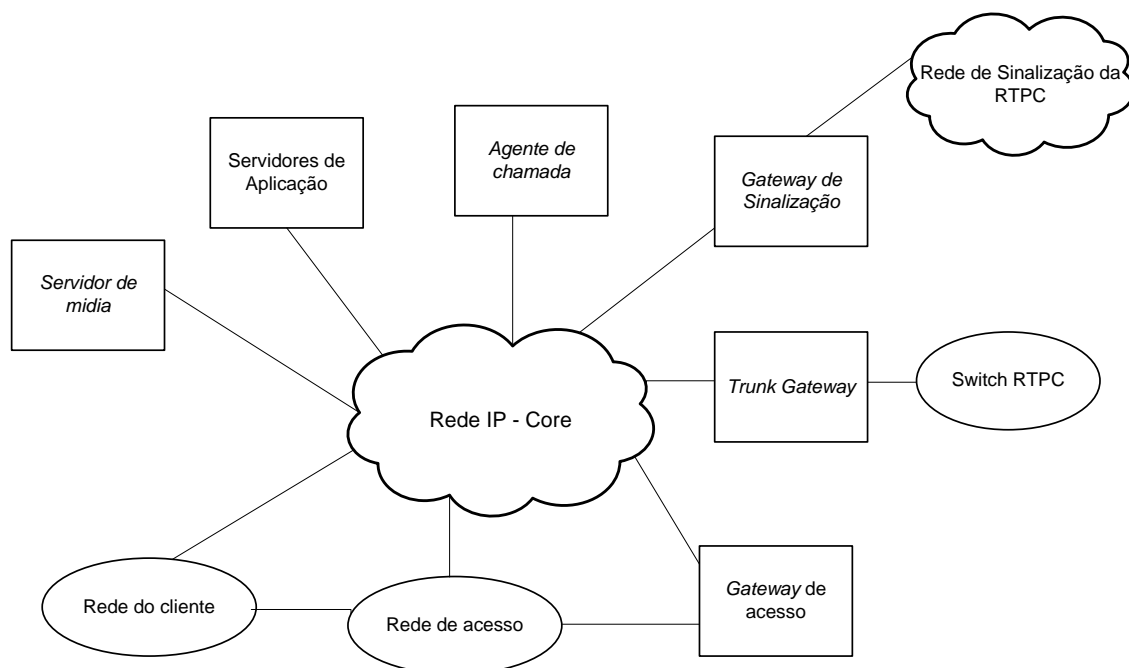 Rede de Sinalização da
RTPC
Servidores de
Aplicação
Agente de
chamada
Gateway de
Sinalização
Servidor de
midia
Rede IP - Core
Trunk Gateway
Switch RTPC
Rede do cliente
Rede de acesso
Gateway de
acesso